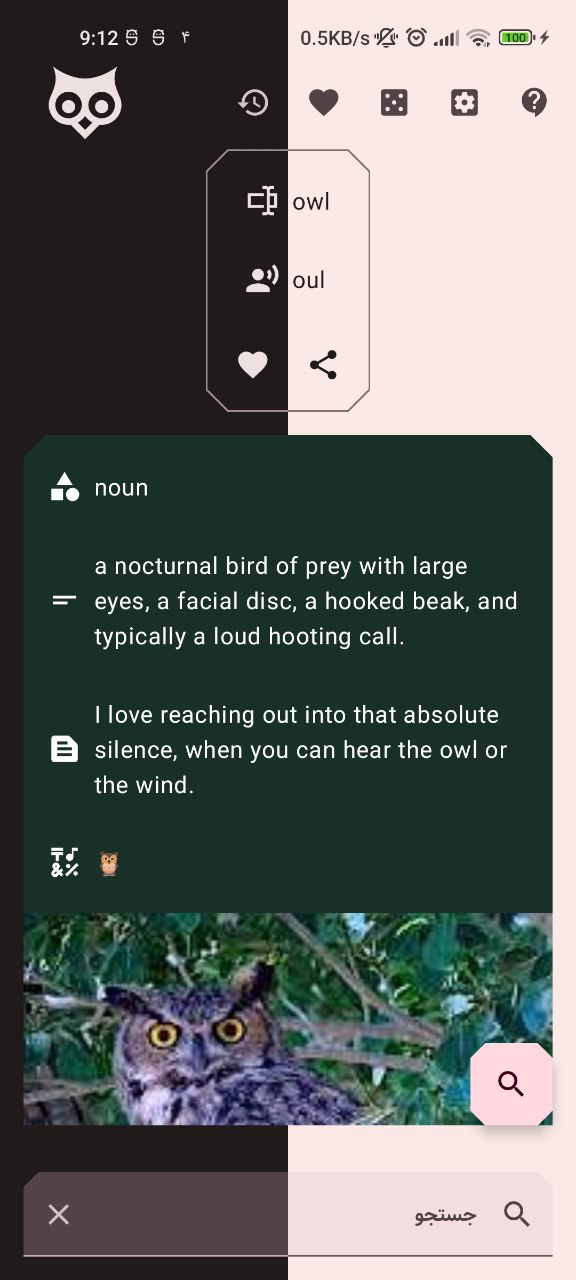 9:12 ۴ 0.5KB/s 100
owl
oul
noun
a nocturnal bird of prey with large
eyes, a facial disc, a hooked beak, and
typically a loud hooting call.
I love reaching out into that absolute
silence, when you can hear the owl or
the wind.
جستجو